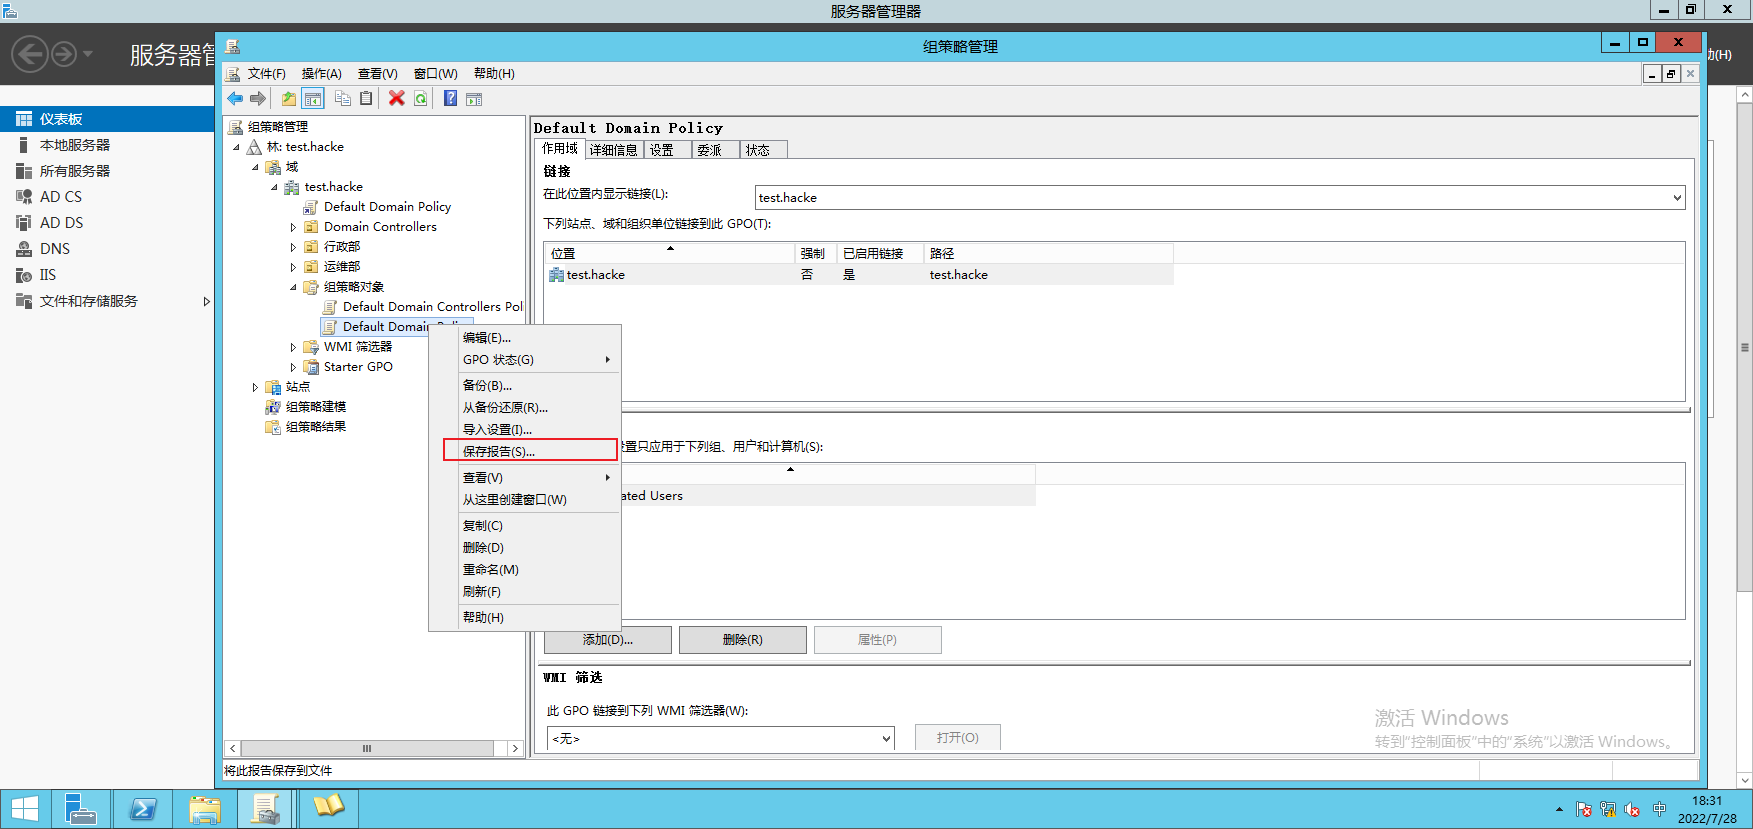 服务器管理器
服务器管
助(H)
仪表板
本地服务器
所有服务器
AD CS
AD DS
DNS
IIS
文件和存储服务
组策略管理
文件(F) 操作(A) 查看(V) 窗口(W) 帮助(H)
组策略管理
林: test.hacke
域
test.hacke
Default Domain Policy
Domain Controllers
行政部
运维部
组策略对象
Default Domain Controllers Pol
Default Domain
WMI 筛选器
Starter GPO
站点
组策略建模
组策略结果
编辑(E)...
GPO 状态(G)
备份(B)...
从备份还原(R)...
导入设置(I)...
保存报告(S)...
查看(V)
从这里创建窗口(W)
复制(C)
删除(D)
重命名(M)
刷新(F)
帮助(H)
Default Domain Policy
作用域 详细信息 设置 委派 状态
链接
在此位置内显示链接(L): test.hacke
下列站点、域和组织单位链接到此 GPO(T):
位置 强制 已启用链接 路径
test.hacke 否 是 test.hacke
设置只应用于下列组、用户和计算机(S):
ated Users
添加(D)... 删除(R) 属性(P)
WMI 筛选
此 GPO 链接到下列 WMI 筛选器(W):
<无> 打开(O)
激活 Windows
转到"控制面板"中的"系统"以激活 Windows。
将此报告保存到文件
中
18:31
2022/7/28